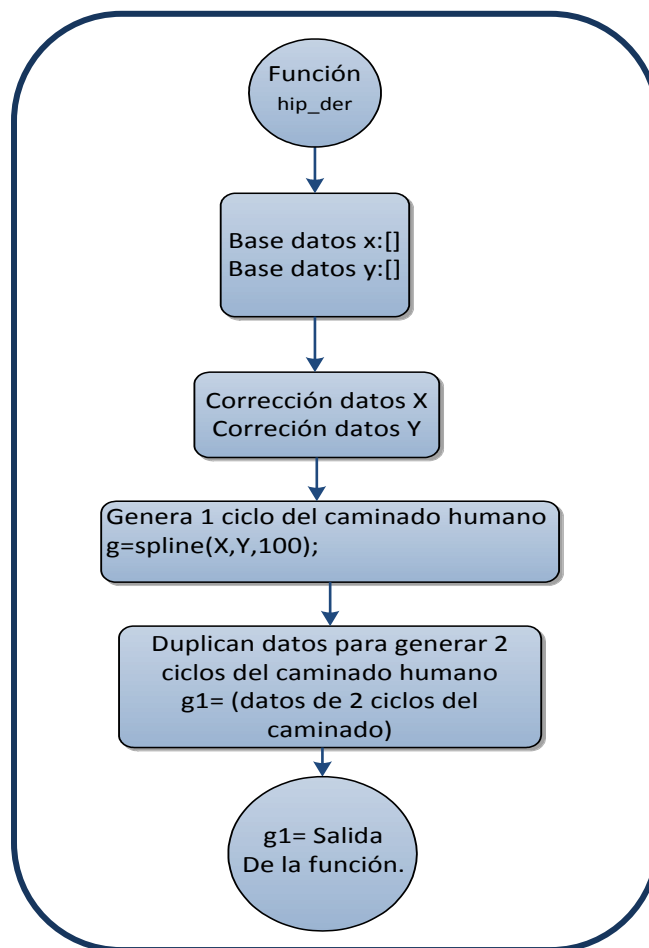 Función
hip_der
Base datos x:[]
Base datos y:[]
Corrección datos X
Correción datos Y
Genera 1 ciclo del caminado humano
g=spline(X,Y,100);
Duplican datos para generar 2
ciclos del caminado humano
g1= (datos de 2 ciclos del
caminado)
g1= Salida
De la función.